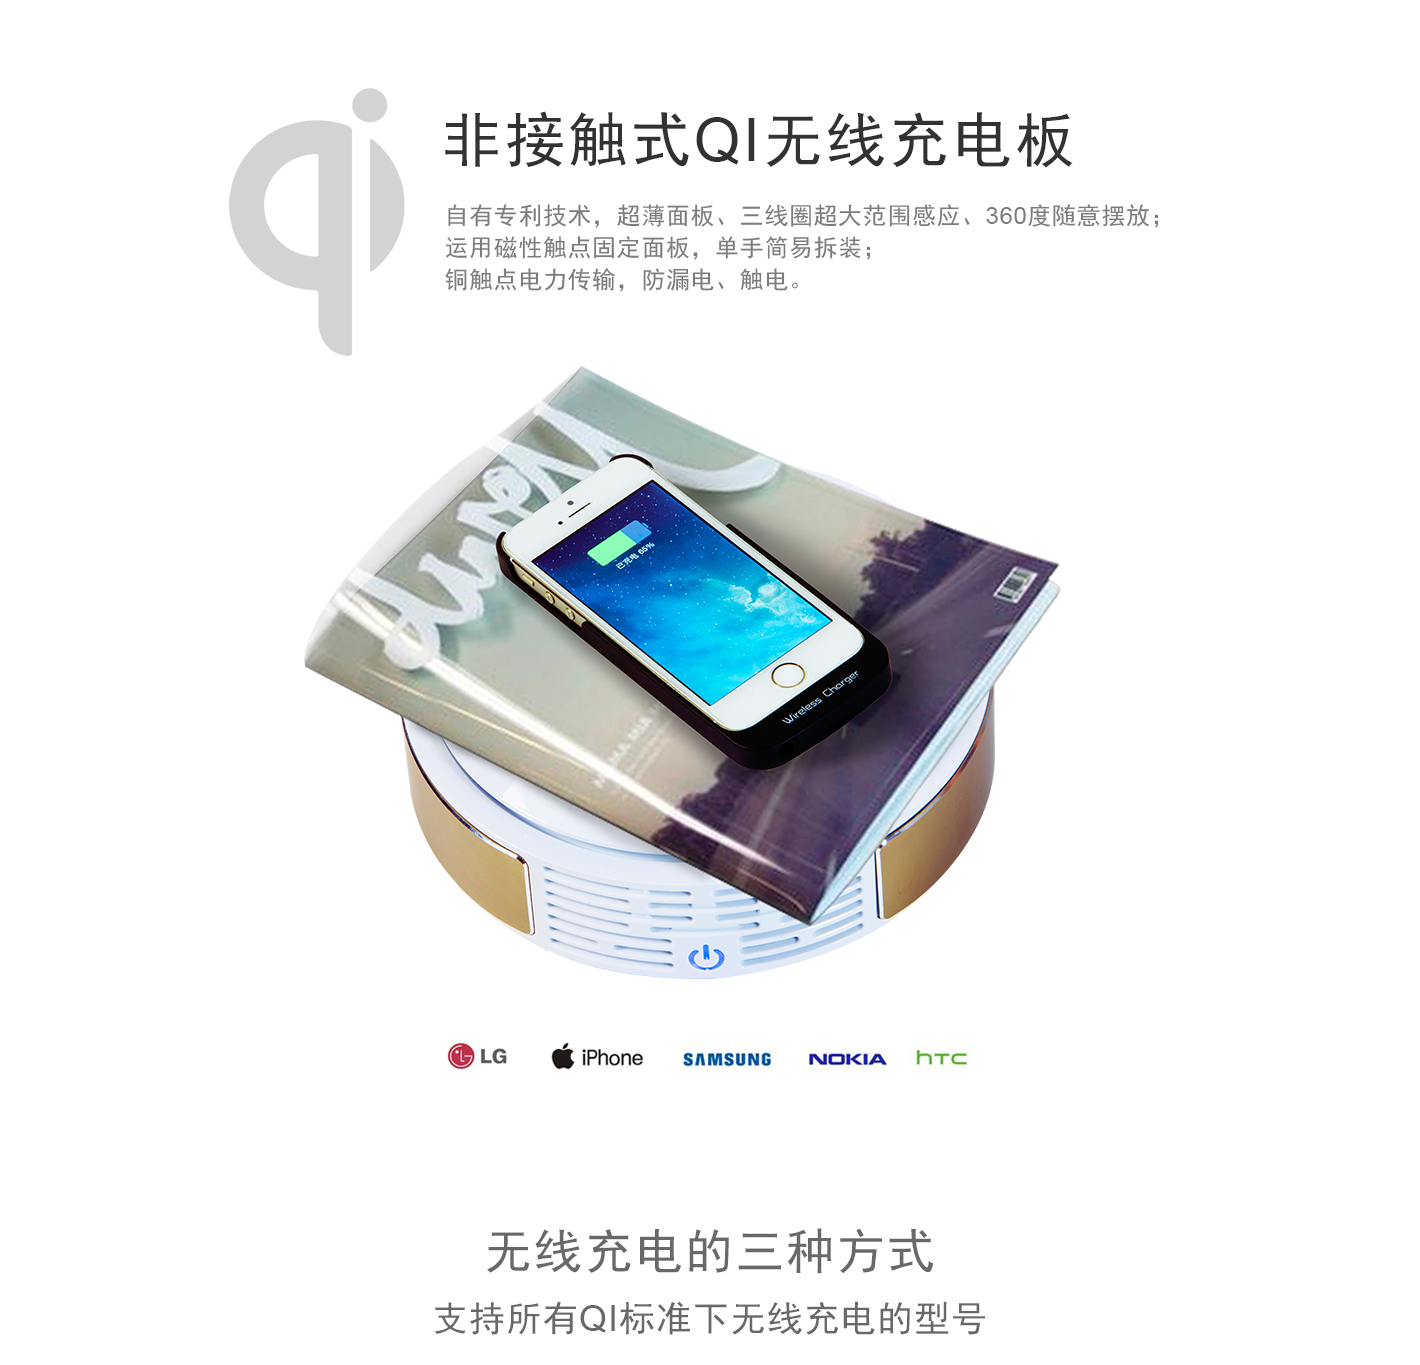 qi
非接触式QI无线充电板
自有专利技术，超薄面板、三线圈超大范围感应、360度随意摆放；
运用磁性触点固定面板，单手简易拆装；
铜触点电力传输，防漏电、触电。
已充电 65%
Wireless Charger
LG
iPhone
SAMSUNG
NOKIA
hTC
无线充电的三种方式
支持所有QI标准下无线充电的型号